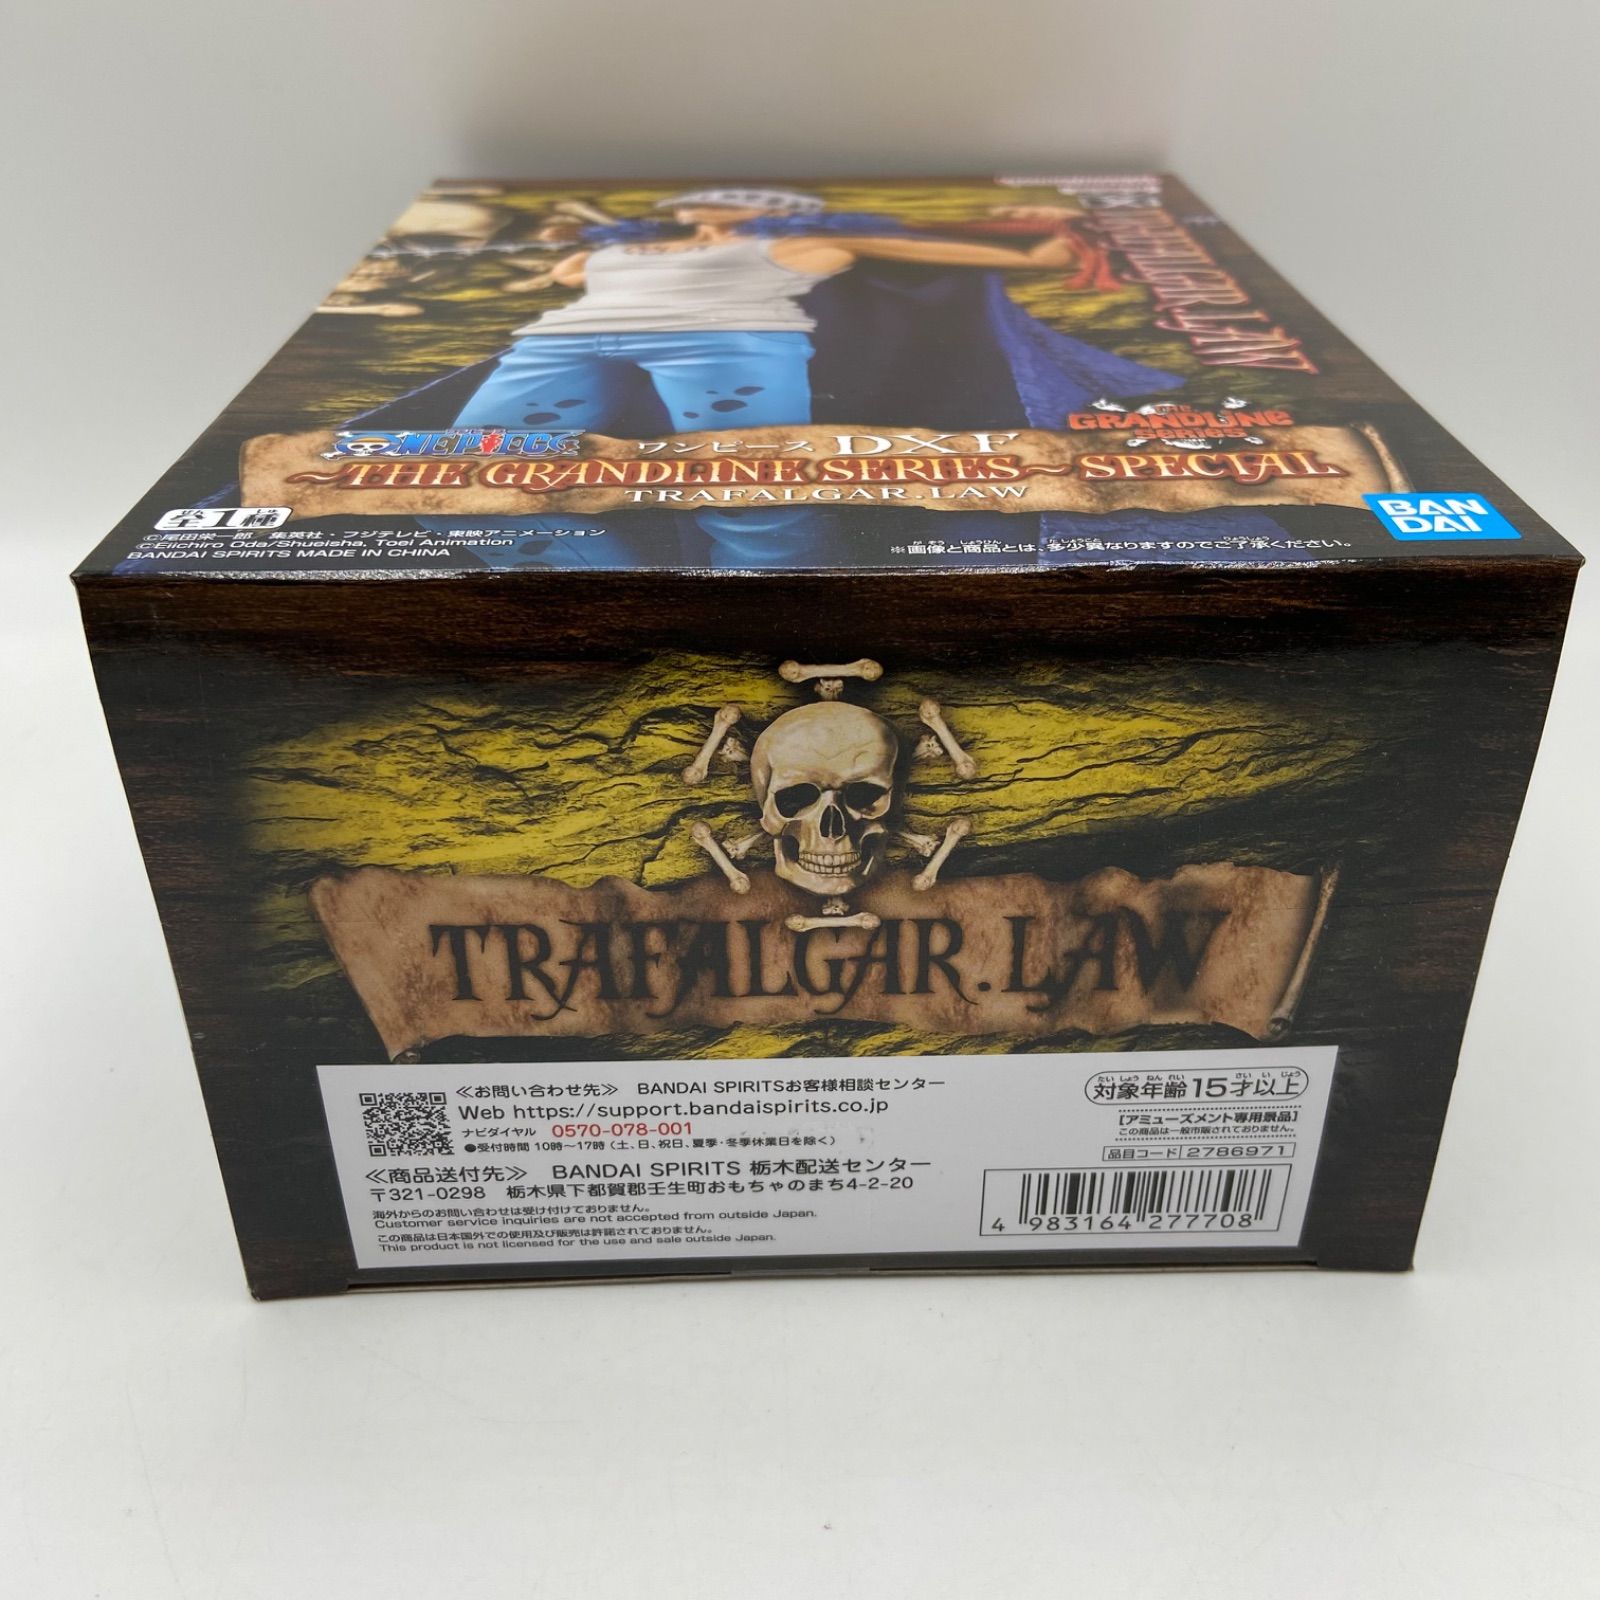 TRAFALGAR.LAW
THE
GRANDLINE
SERIES
ONE PIECE
ワンピース DXF
~THE GRANDLINE SERIES~ SPECIAL
TRAFALGAR.LAW
全1種
BAN
DAI
©尾田栄一郎／集英社・フジテレビ・東映アニメーション
©Eiichiro Oda/Shueisha, Toei Animation
BANDAI SPIRITS MADE IN CHINA
※画像と商品とは、多少異なりますのでご了承ください。
TRAFALGAR.LAW
≪お問い合わせ先≫ BANDAI SPIRITSお客様相談センター
Web https://support.bandaispirits.co.jp
ナビダイヤル 0570-078-001
●受付時間 10時～17時（土、日、祝日、夏季・冬季休業日を除く）
≪商品送付先≫ BANDAI SPIRITS 栃木配送センター
〒321-0298 栃木県下都賀郡壬生町おもちゃのまち4-2-20
海外からのお問い合わせは受け付けておりません。
Customer service inquiries are not accepted from outside Japan.
この商品は日本国外での使用及び販売は許諾されておりません。
This product is not licensed for the use and sale outside Japan.
対象年齢15才以上
［アミューズメント専用景品］
この商品は一般市販されておりません。
品目コード 2786971
4 983164 277708